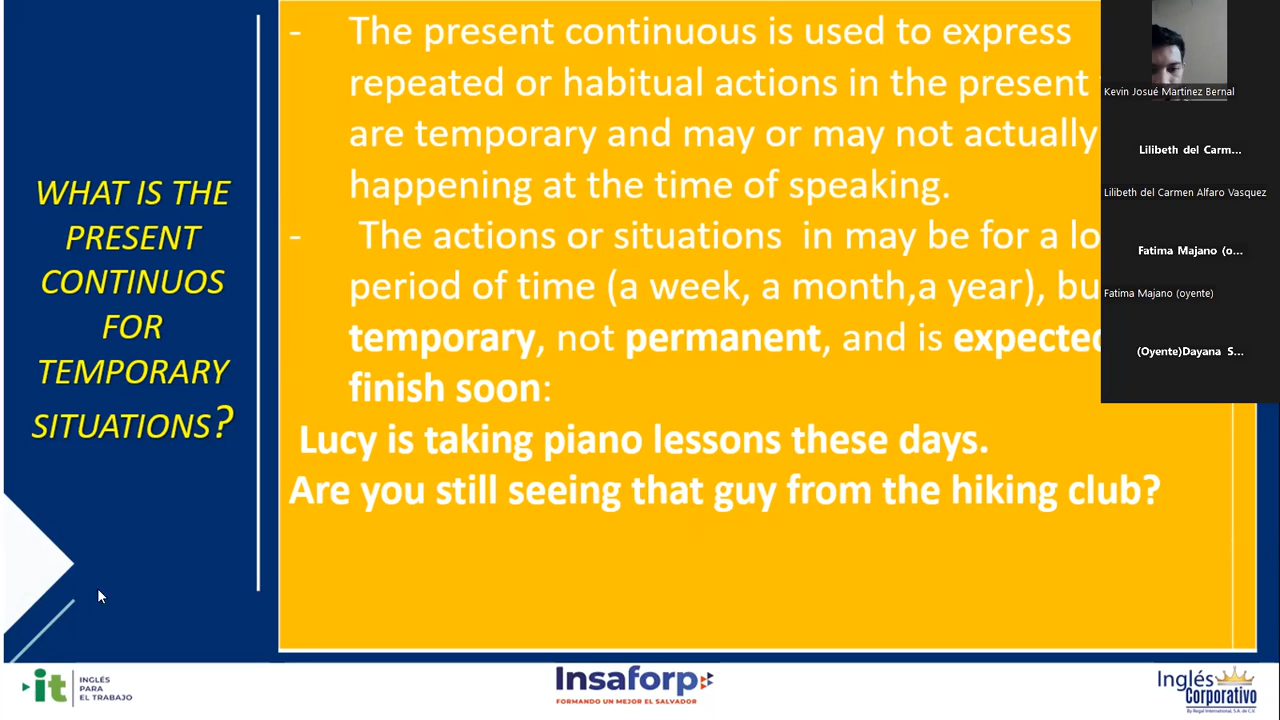 WHAT IS THE
PRESENT
CONTINUOS
FOR
TEMPORARY
SITUATIONS?
- The present continuous is used to express
repeated or habitual actions in the present
are temporary and may or may not actually
happening at the time of speaking.
- The actions or situations in may be for a
period of time (a week, a month,a year),
temporary, not permanent, and is
finish soon:
Lucy is taking piano lessons these days.
Are you still seeing that guy from the hiking club?
Kevin Josué Martinez Bernal
Lilibeth del Carm...
Lilibeth del Carmen Alfaro Vasquez
Fatima Majano (o...
Fatima Majano (oyente)
(Oyente)Dayana S...
it INGLÉS
PARA
EL TRABAJO
Insaforp
FORMANDO UN MEJOR EL SALVADOR
Inglés
Corporativo
By Regal International, S.A. de C.V.